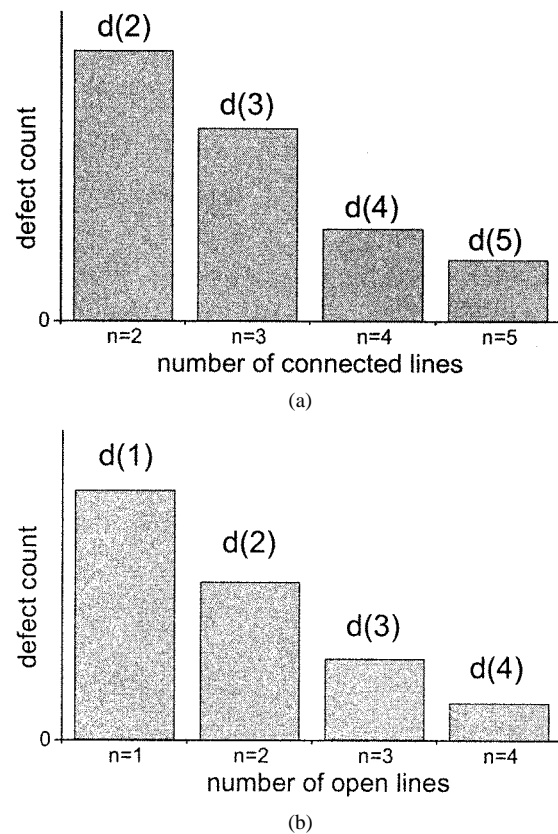 d(2)
d(3)
d(4)
d(5)
defect count
0
n=2
n=3
n=4
n=5
number of connected lines
(a)
d(1)
d(2)
d(3)
d(4)
defect count
0
n=1
n=2
n=3
n=4
number of open lines
(b)